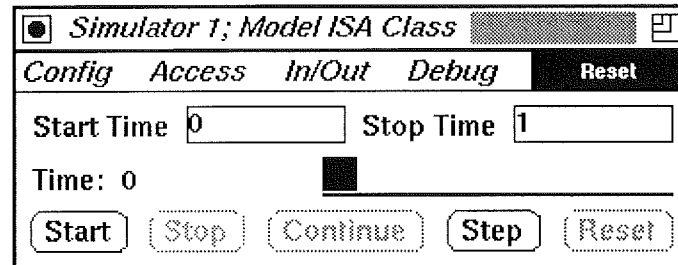 Simulator 1; Model ISA Class
Config Access In/Out Debug Reset
Start Time 0 Stop Time 1
Time: 0
Start Stop Continue Step Reset